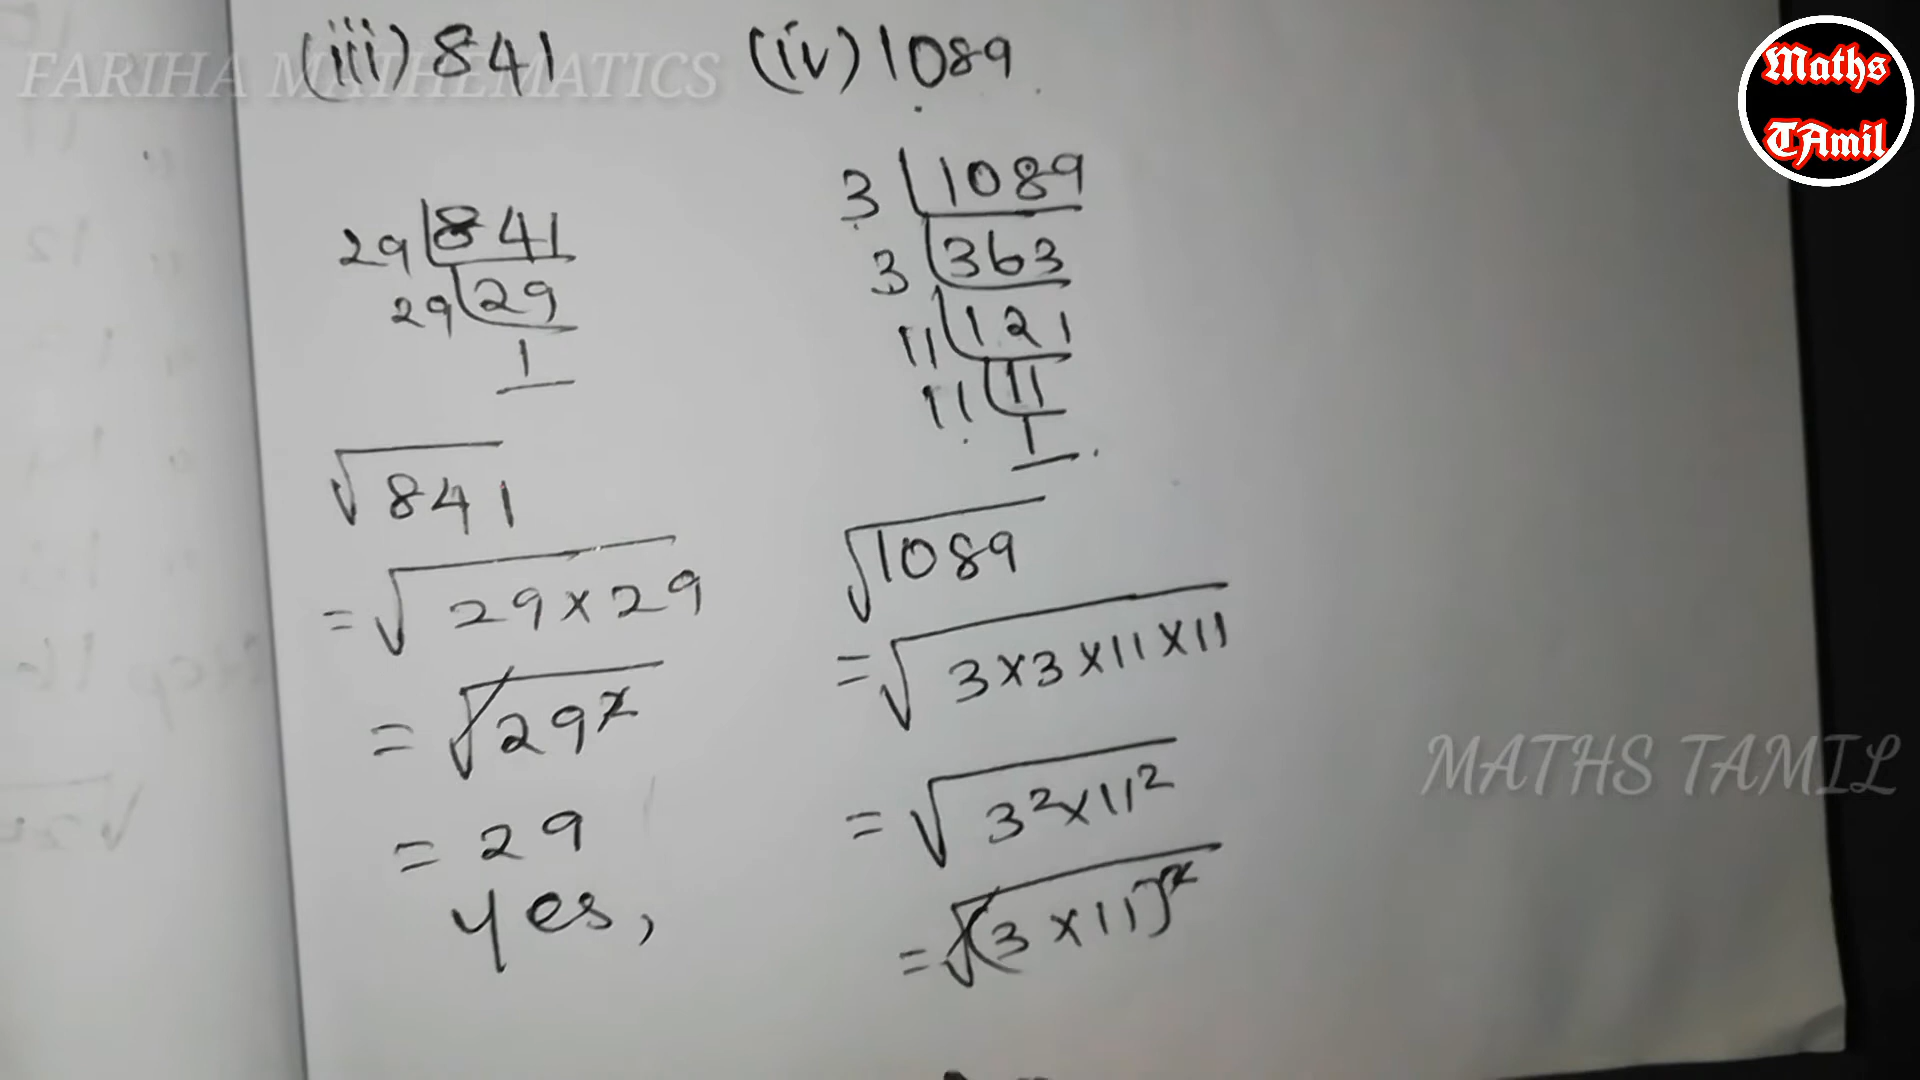 FARIHA MATHEMATICS
Maths
TAmil
(iii) 841
29 | 841
29 | 29
1
√841
= √29×29
= √29²
= 29
yes,
(iv) 1089
3 | 1089
3 | 363
11 | 121
11 | 11
1
√1089
= √3×3×11×11
= √3²×11²
= √(3×11)²
MATHS TAMIL